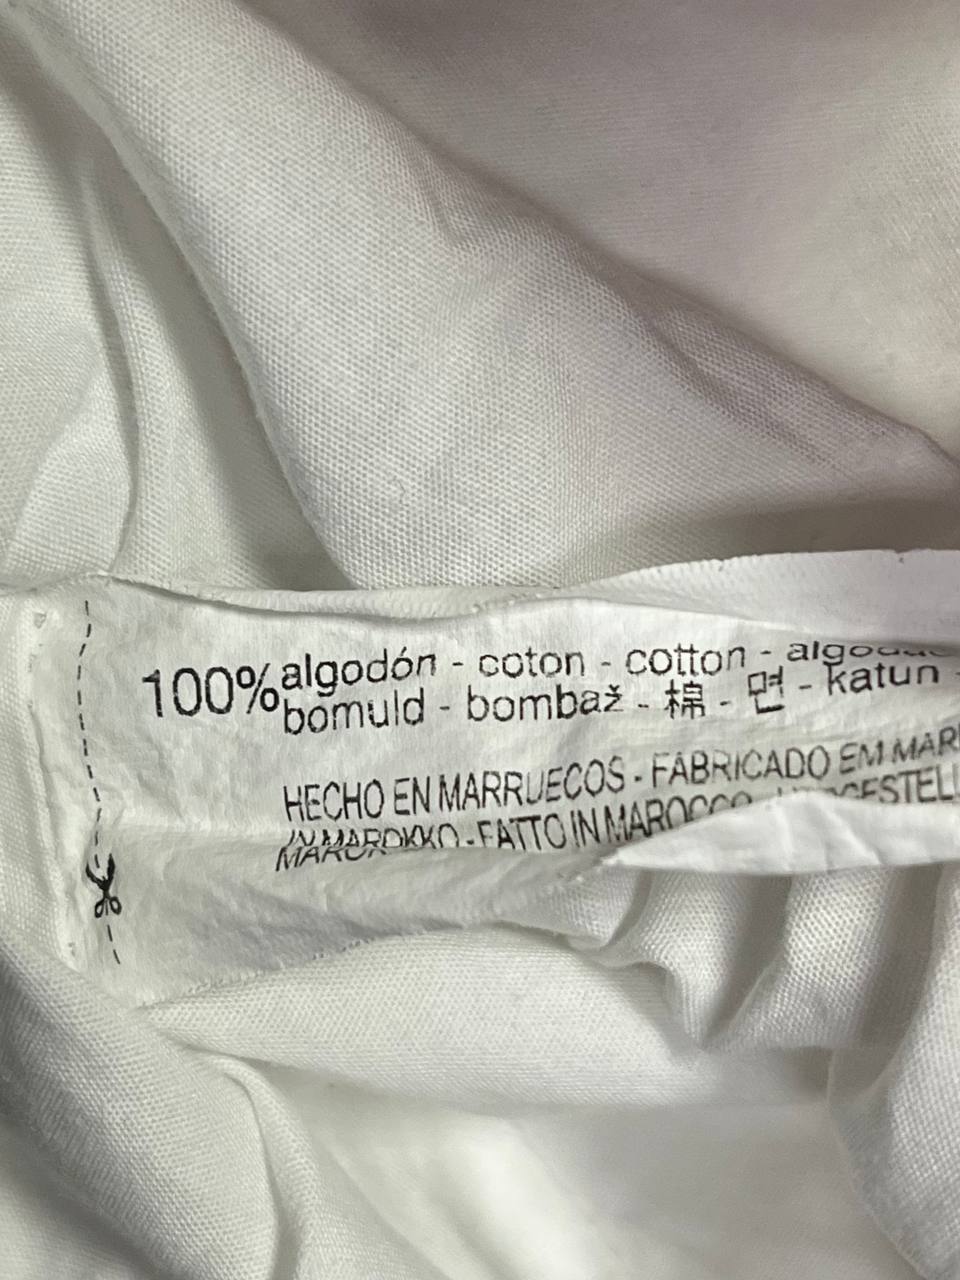 100% algodón - coton - cotton -
bomuld - bombaž - 棉 - 면 - katun -
HECHO EN MARRUECOS - FABRICADO EM
IN MAROKKO - FATTO IN MAROCCO